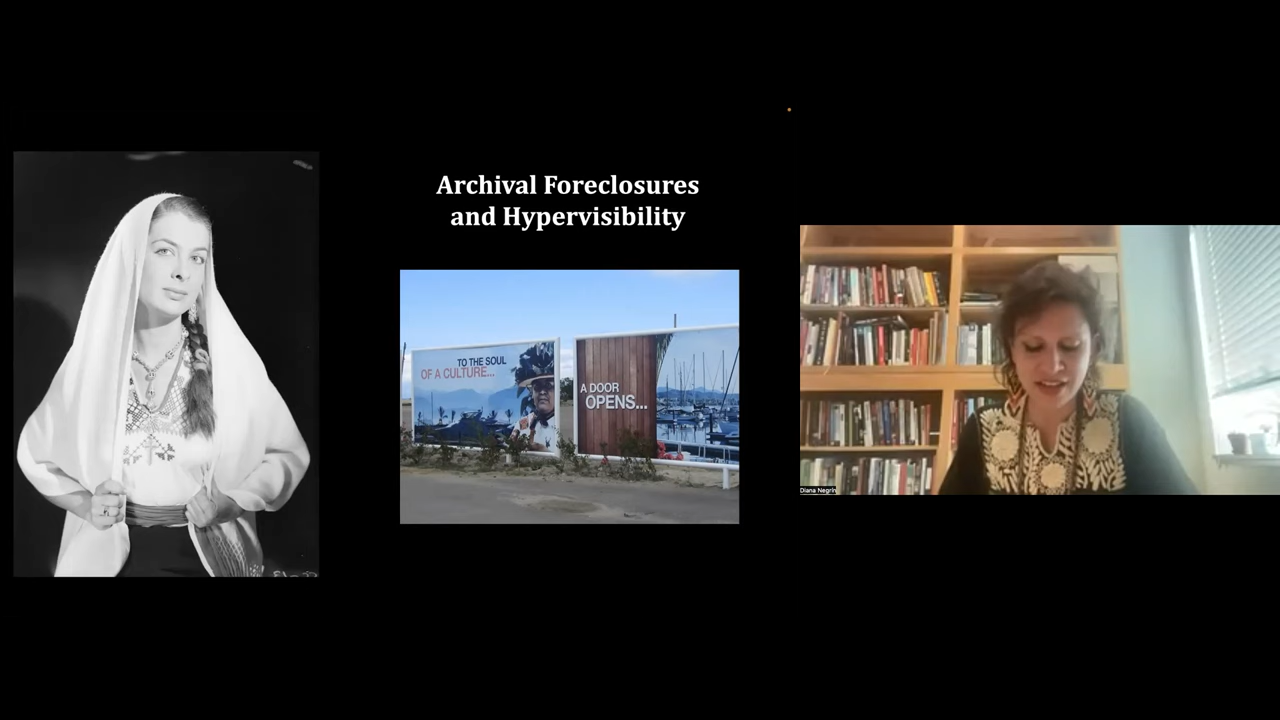 Archival Foreclosures
and Hypervisibility
TO THE SOUL
OF A CULTURE...
A DOOR
OPENS...
Diana Negrín